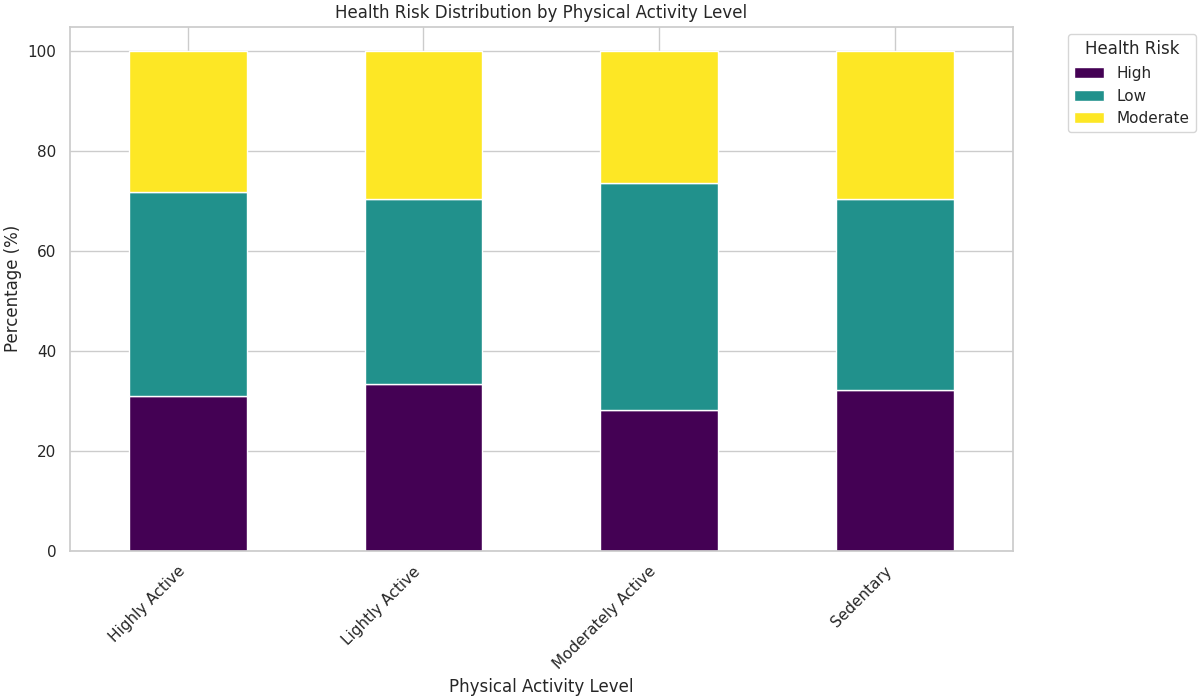 Health Risk Distribution by Physical Activity Level
Health Risk
High
Low
Moderate
Percentage (%)
100
80
60
40
20
0
Highly Active
Lightly Active
Moderately Active
Sedentary
Physical Activity Level